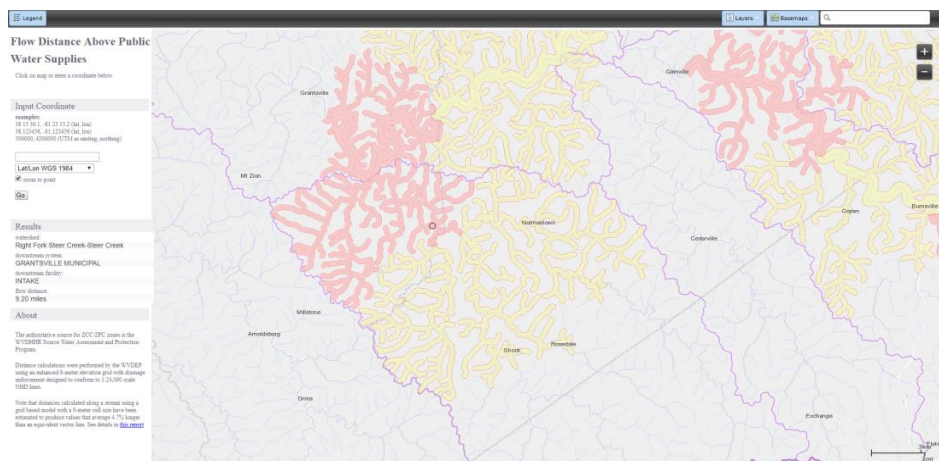 Legend
Layers
Basemaps
Flow Distance Above Public
Water Supplies
Click on map or enter a coordinate below.
Input Coordinate
examples:
38 15 30.1, -81 25 15.2 (lat, lon)
38.123456, -81.123456 (lat, lon)
500000, 4200000 (UTM as easting, northing)
Lat/Lon WGS 1984
zoom to point
Go
Results
watershed:
Right Fork Steer Creek-Steer Creek
downstream system:
GRANTSVILLE MUNICIPAL
downstream facility:
INTAKE
flow distance:
9.20 miles
About
The authoritative source for ZCC/ZPC zones is the
WVDHHR Source Water Assessment and Protection
Program.
Distance calculations were performed by the WVDEP
using an enhanced 9-meter elevation grid with drainage
enforcement designed to conform to 1:24,000 scale
NHD lines.
Note that distances calculated along a stream using a
grid based model with a 9-meter cell size have been
estimated to produce values that average 4.7% longer
than an equivalent vector line. See details in this report
Grantsville
Glenville
Mt Zion
Normantown
Cedarville
Gassaway
Burnsville
Millstone
Arnoldsburg
Shock
Rosedale
Orma
Exchange